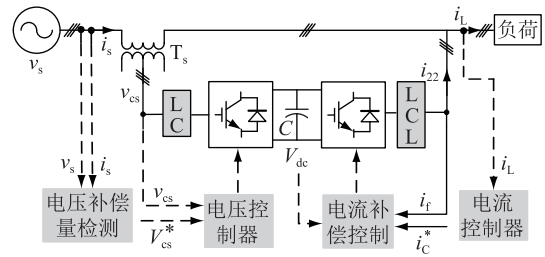 i_L
负荷
v_s
i_s
T_s
v_cs
i_22
LC
C
LCL
V_dc
v_s
i_s
i_L
v_cs
V_cs^*
i_f
i_C^*
电压补偿
量检测
电压控
制器
电流补
偿控制
电流
控制器